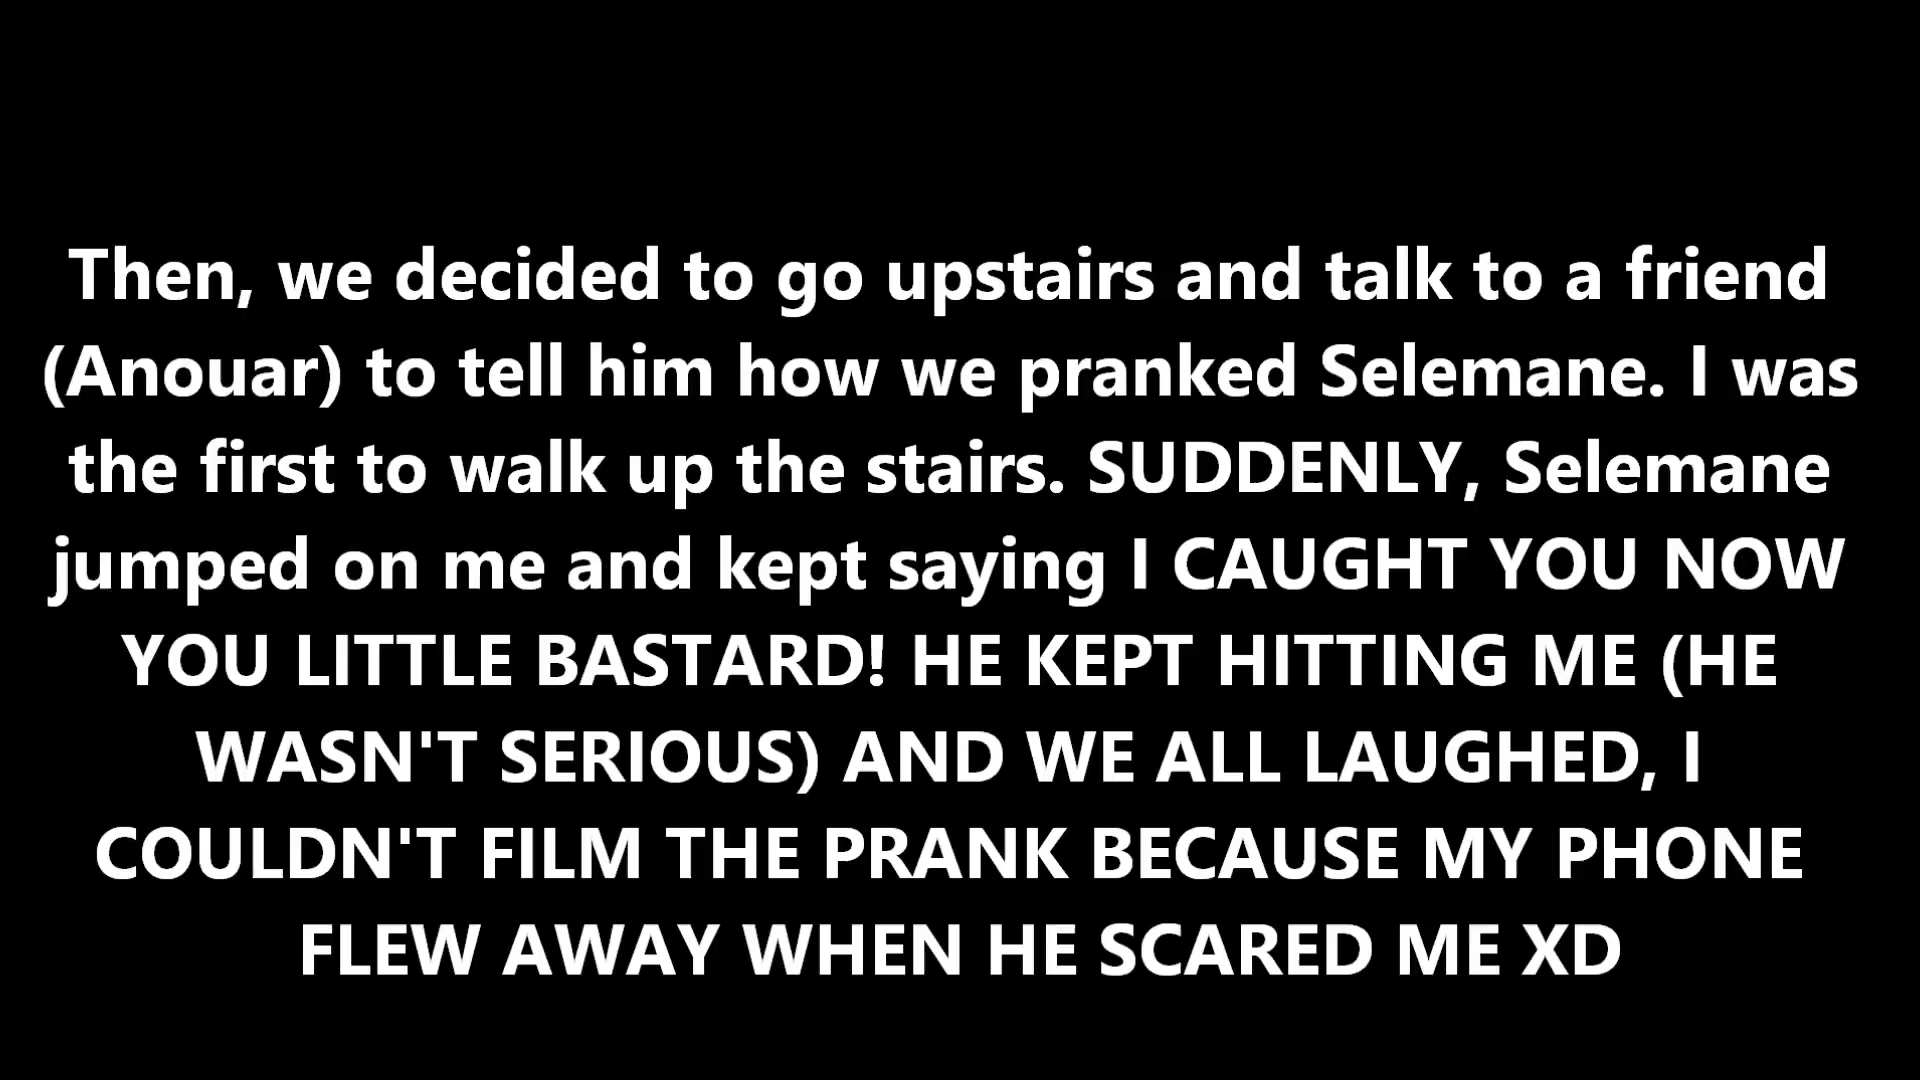 Then, we decided to go upstairs and talk to a friend
(Anouar) to tell him how we pranked Selemane. I was
the first to walk up the stairs. SUDDENLY, Selemane
jumped on me and kept saying I CAUGHT YOU NOW
YOU LITTLE BASTARD! HE KEPT HITTING ME (HE
WASN'T SERIOUS) AND WE ALL LAUGHED, I
COULDN'T FILM THE PRANK BECAUSE MY PHONE
FLEW AWAY WHEN HE SCARED ME XD